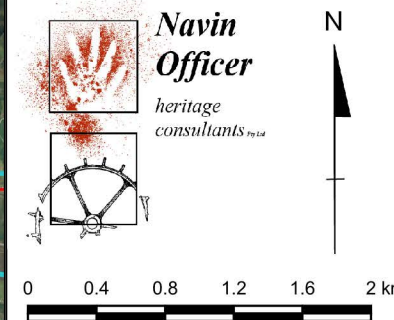 Navin
Officer
heritage
consultants Pty Ltd
N
0 0.4 0.8 1.2 1.6 2 km